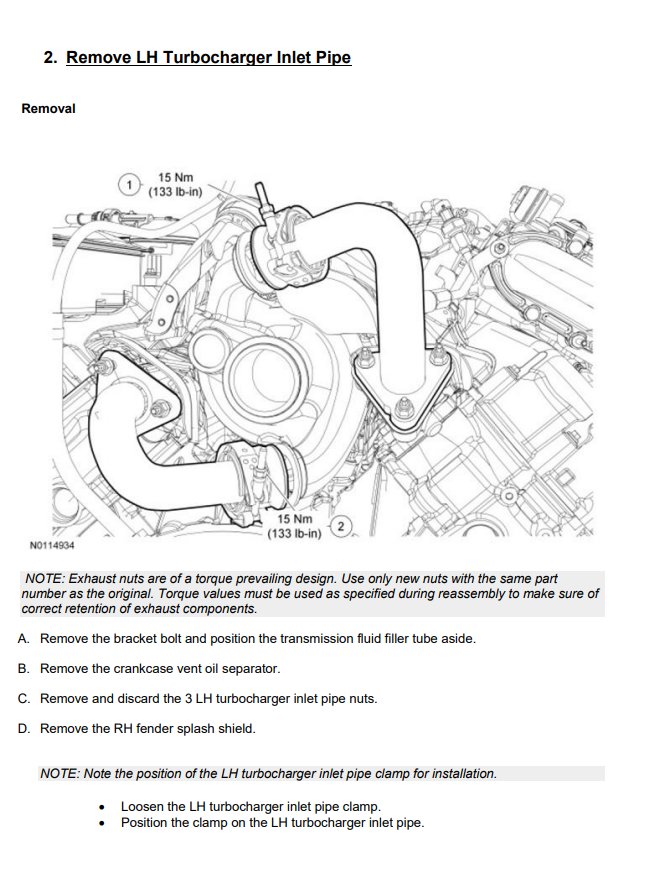 2. Remove LH Turbocharger Inlet Pipe
Removal
1
15 Nm
(133 lb-in)
15 Nm
(133 lb-in)
2
N0114934
NOTE: Exhaust nuts are of a torque prevailing design. Use only new nuts with the same part
number as the original. Torque values must be used as specified during reassembly to make sure of
correct retention of exhaust components.
A. Remove the bracket bolt and position the transmission fluid filler tube aside.
B. Remove the crankcase vent oil separator.
C. Remove and discard the 3 LH turbocharger inlet pipe nuts.
D. Remove the RH fender splash shield.
NOTE: Note the position of the LH turbocharger inlet pipe clamp for installation.
• Loosen the LH turbocharger inlet pipe clamp.
• Position the clamp on the LH turbocharger inlet pipe.